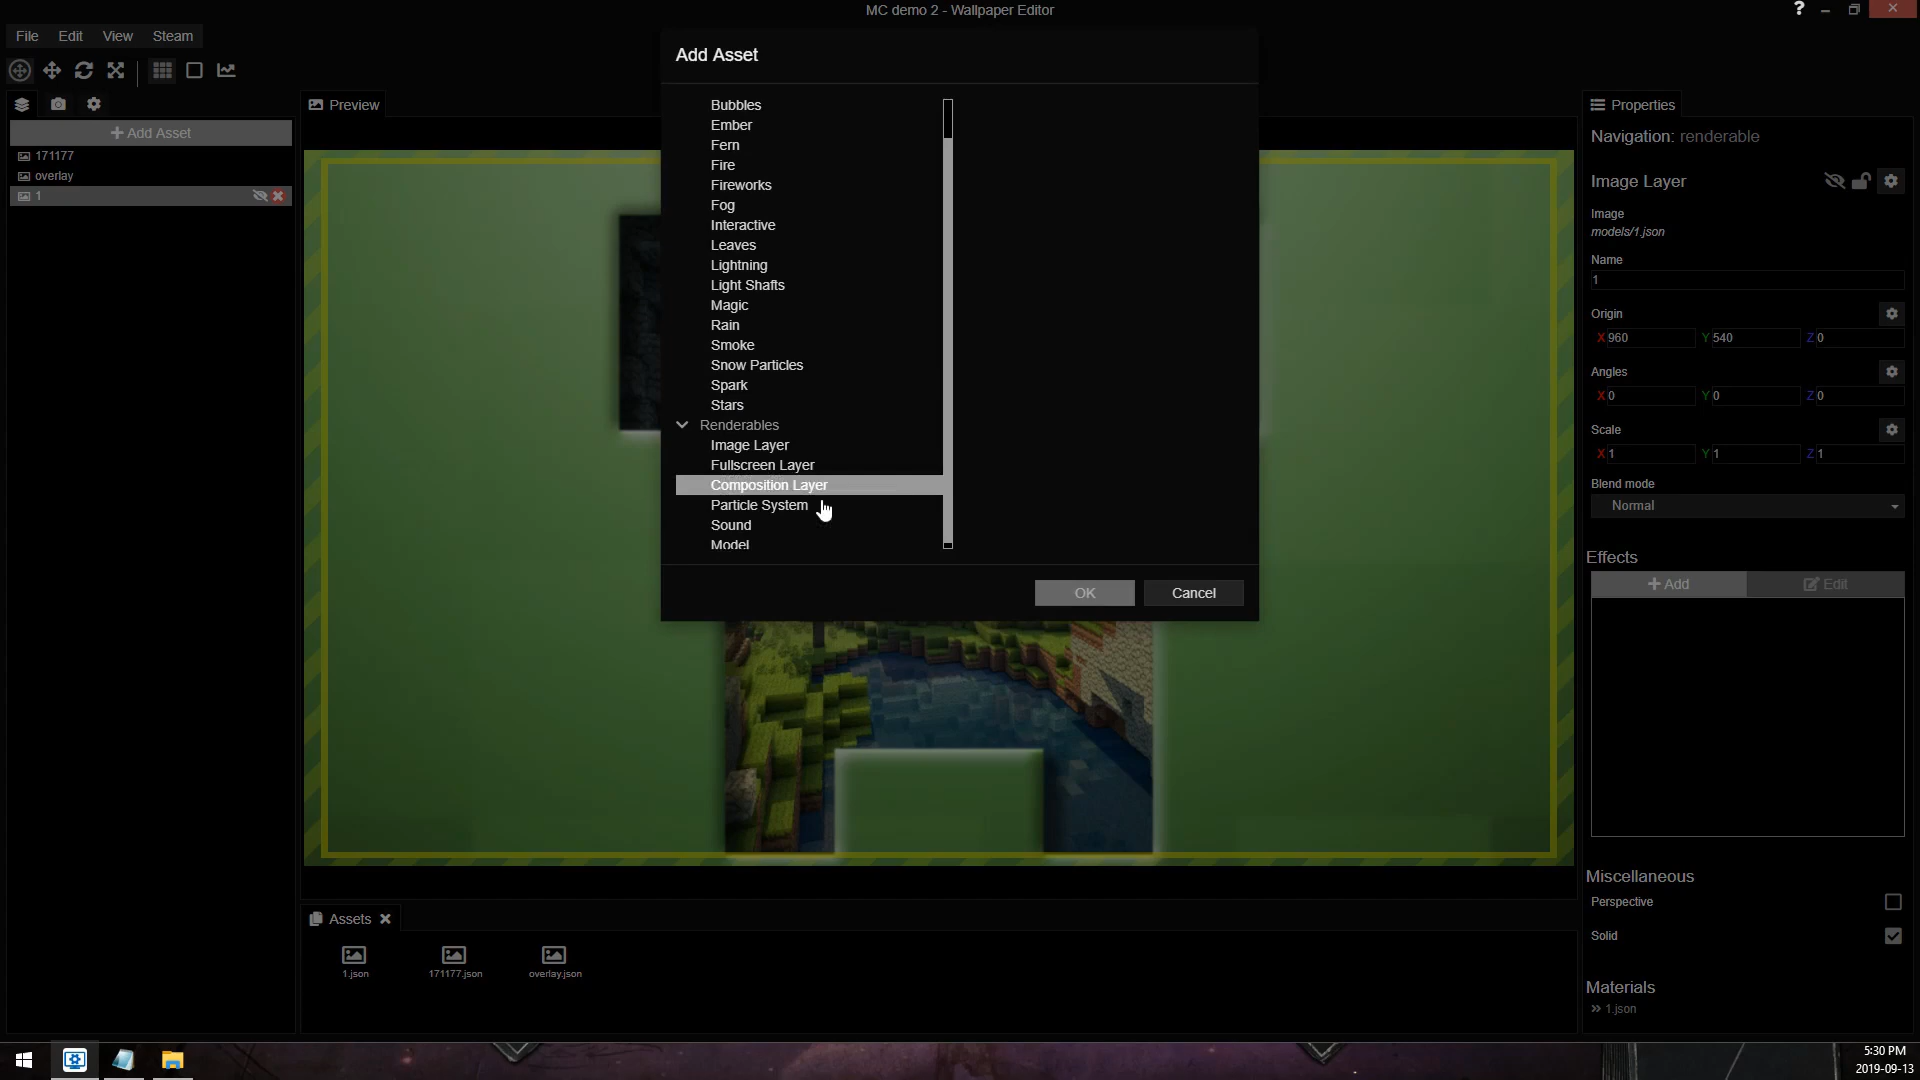 MC demo 2 - Wallpaper Editor
?
File Edit View Steam
Add Asset
171177
overlay
1
Preview
Add Asset
Bubbles
Ember
Fern
Fire
Fireworks
Fog
Interactive
Leaves
Lightning
Light Shafts
Magic
Rain
Smoke
Snow Particles
Spark
Stars
Renderables
Image Layer
Fullscreen Layer
Composition Layer
Particle System
Sound
Model
OK Cancel
Properties
Navigation: renderable
Image Layer
Image
models/1.json
Name
1
Origin
X 960 Y 540 Z 0
Angles
X 0 Y 0 Z 0
Scale
X 1 Y 1 Z 1
Blend mode
Normal
Effects
Add Edit
Miscellaneous
Perspective
Solid
Materials
1.json
Assets
1.json 171177.json overlay.json
5:30 PM
2019-09-13